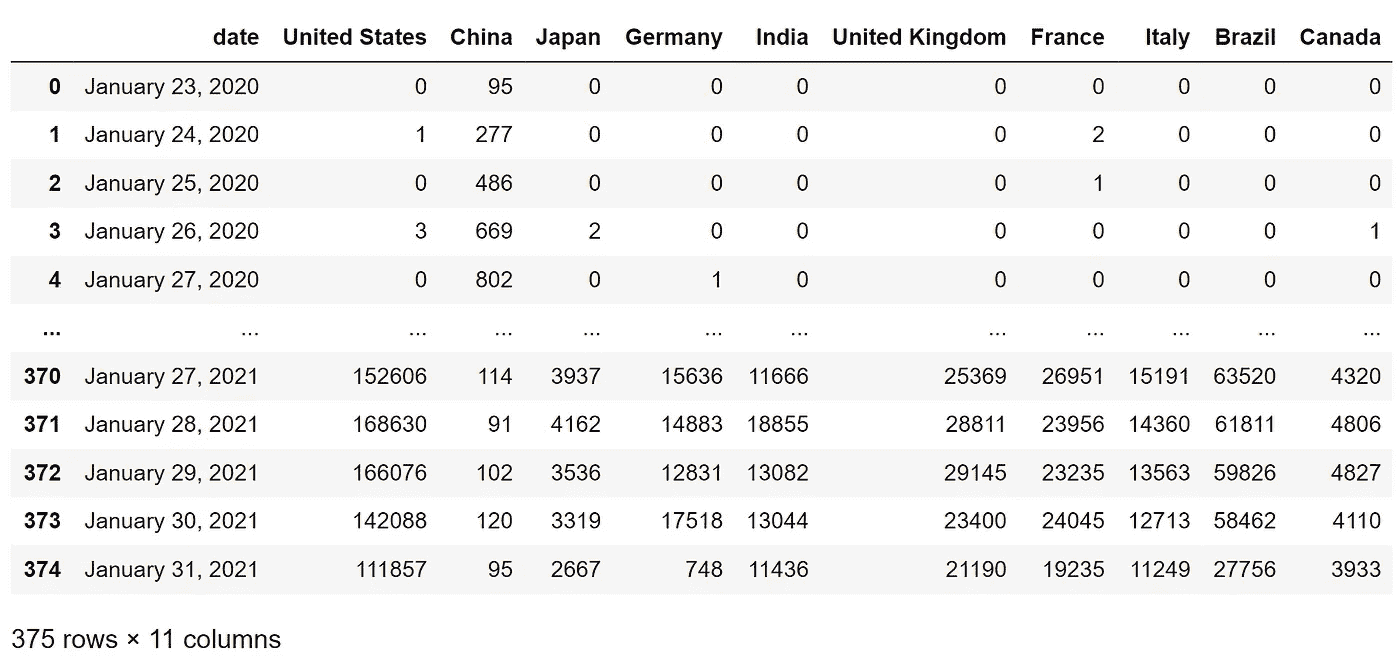 date United States China Japan Germany India United Kingdom France Italy Brazil Canada
0 January 23, 2020 0 95 0 0 0 0 0 0 0 0
1 January 24, 2020 1 277 0 0 0 0 2 0 0 0
2 January 25, 2020 0 486 0 0 0 0 1 0 0 0
3 January 26, 2020 3 669 2 0 0 0 0 0 0 1
4 January 27, 2020 0 802 0 1 0 0 0 0 0 0
... ... ... ... ... ... ... ... ... ... ... ...
370 January 27, 2021 152606 114 3937 15636 11666 25369 26951 15191 63520 4320
371 January 28, 2021 168630 91 4162 14883 18855 28811 23956 14360 61811 4806
372 January 29, 2021 166076 102 3536 12831 13082 29145 23235 13563 59826 4827
373 January 30, 2021 142088 120 3319 17518 13044 23400 24045 12713 58462 4110
374 January 31, 2021 111857 95 2667 748 11436 21190 19235 11249 27756 3933
375 rows × 11 columns